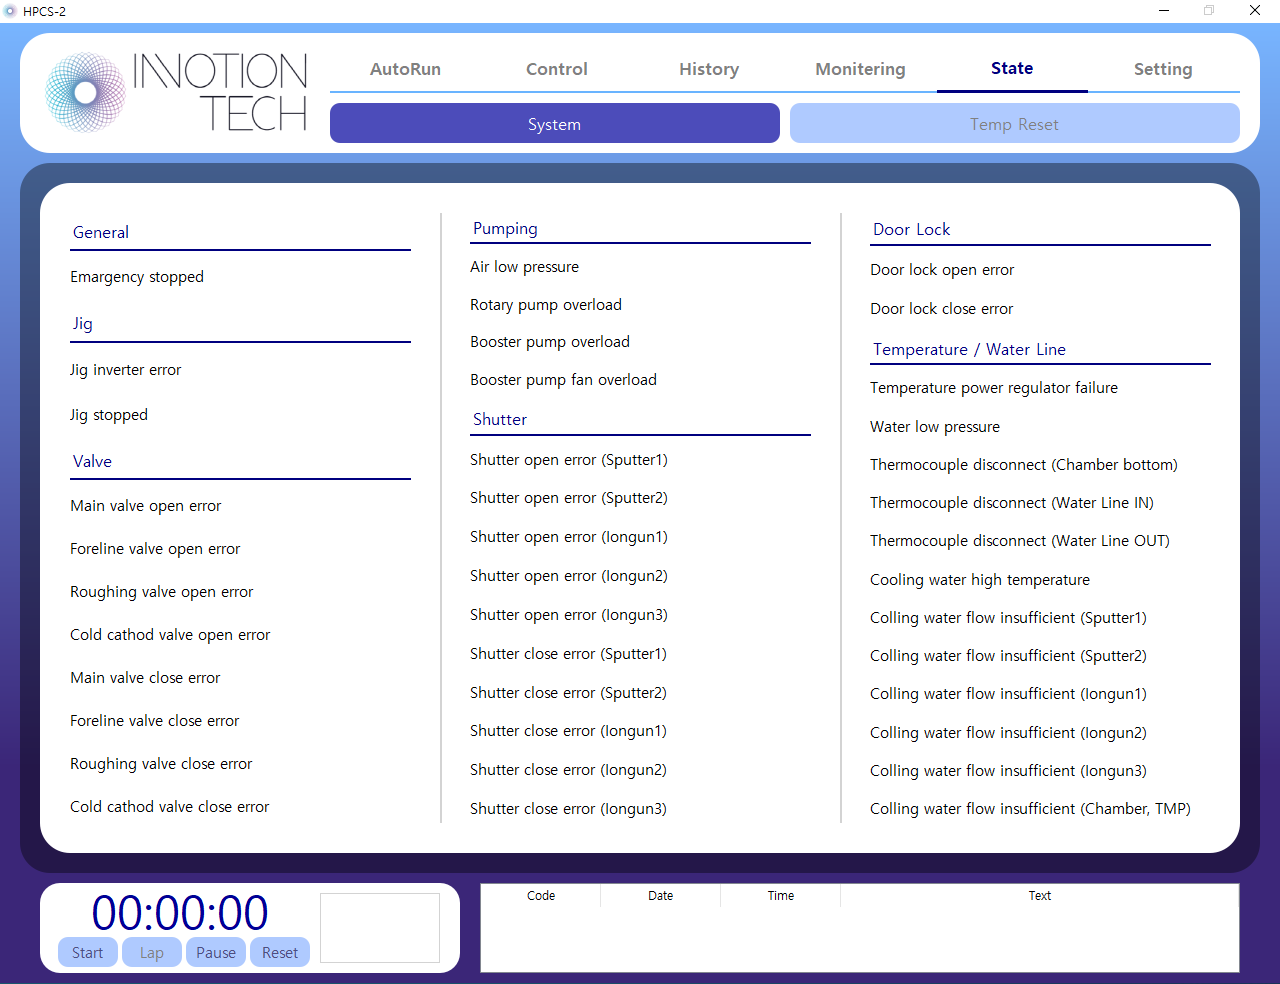 HPCS-2
INNOTION
TECH
AutoRun
Control
History
Monitering
State
Setting
System
Temp Reset
General
Emargency stopped
Jig
Jig inverter error
Jig stopped
Valve
Main valve open error
Foreline valve open error
Roughing valve open error
Cold cathod valve open error
Main valve close error
Foreline valve close error
Roughing valve close error
Cold cathod valve close error
Pumping
Air low pressure
Rotary pump overload
Booster pump overload
Booster pump fan overload
Shutter
Shutter open error (Sputter1)
Shutter open error (Sputter2)
Shutter open error (Iongun1)
Shutter open error (Iongun2)
Shutter open error (Iongun3)
Shutter close error (Sputter1)
Shutter close error (Sputter2)
Shutter close error (Iongun1)
Shutter close error (Iongun2)
Shutter close error (Iongun3)
Door Lock
Door lock open error
Door lock close error
Temperature / Water Line
Temperature power regulator failure
Water low pressure
Thermocouple disconnect (Chamber bottom)
Thermocouple disconnect (Water Line IN)
Thermocouple disconnect (Water Line OUT)
Cooling water high temperature
Colling water flow insufficient (Sputter1)
Colling water flow insufficient (Sputter2)
Colling water flow insufficient (Iongun1)
Colling water flow insufficient (Iongun2)
Colling water flow insufficient (Iongun3)
Colling water flow insufficient (Chamber, TMP)
00:00:00
Start
Lap
Pause
Reset
Code
Date
Time
Text